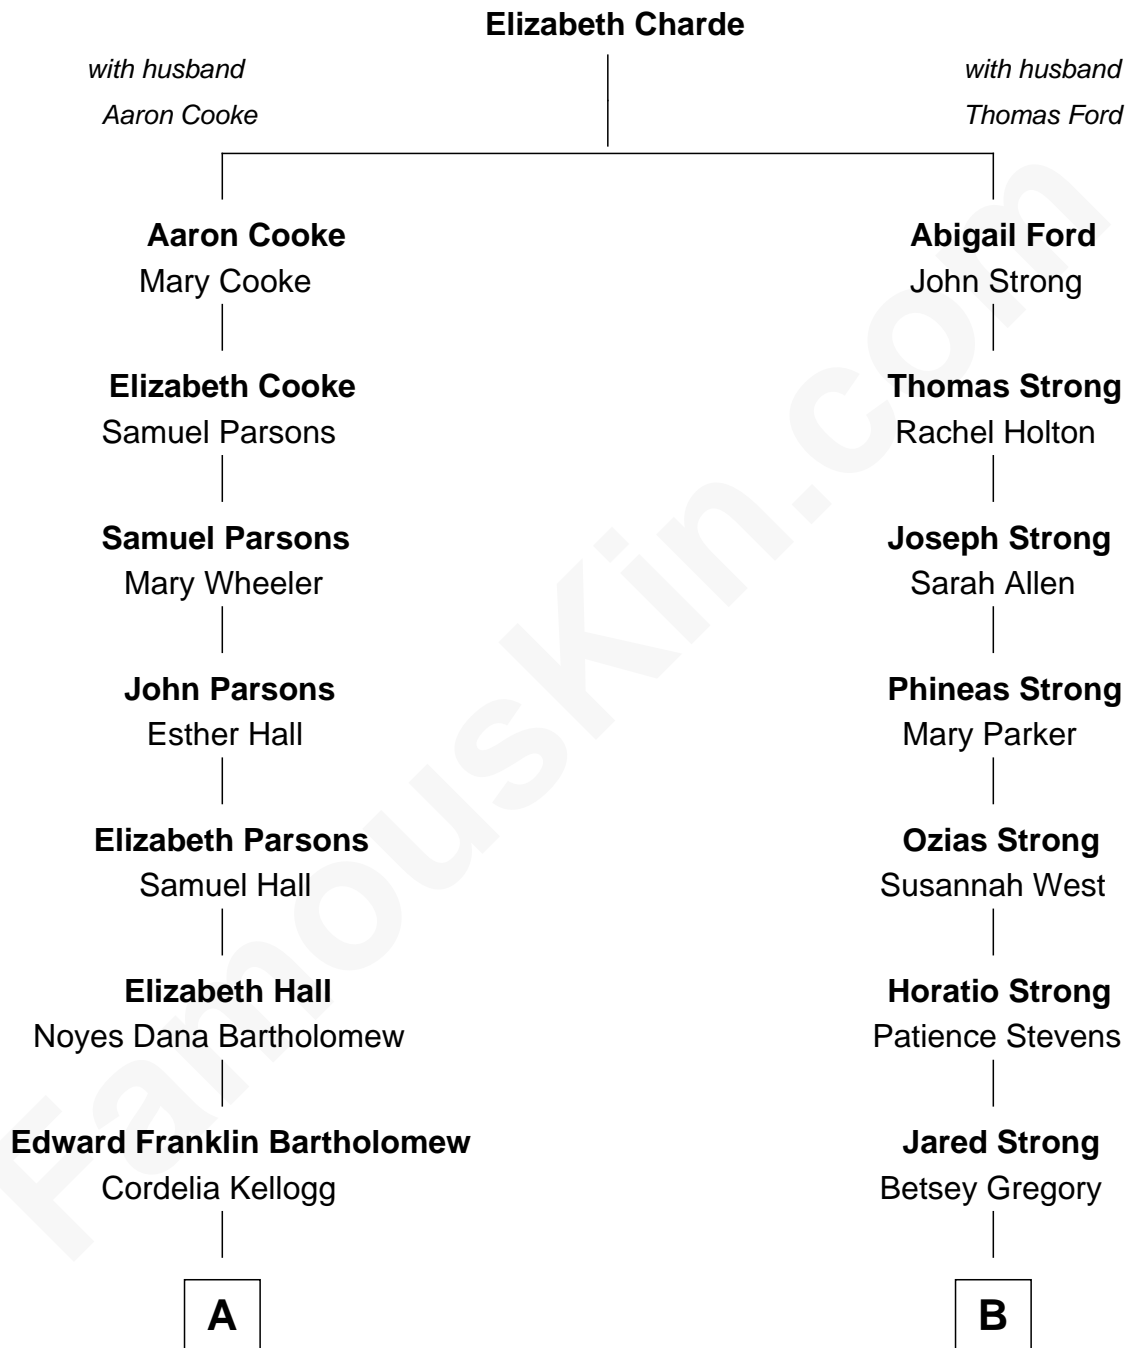 Elizabeth Charde
with husband
Aaron Cooke
with husband
Thomas Ford
Aaron Cooke
Mary Cooke
Abigail Ford
John Strong
Elizabeth Cooke
Samuel Parsons
Thomas Strong
Rachel Holton
Samuel Parsons
Mary Wheeler
Joseph Strong
Sarah Allen
John Parsons
Esther Hall
Phineas Strong
Mary Parker
Elizabeth Parsons
Samuel Hall
Ozias Strong
Susannah West
Elizabeth Hall
Noyes Dana Bartholomew
Horatio Strong
Patience Stevens
Edward Franklin Bartholomew
Cordelia Kellogg
Jared Strong
Betsey Gregory
A
B
FamousKin.com